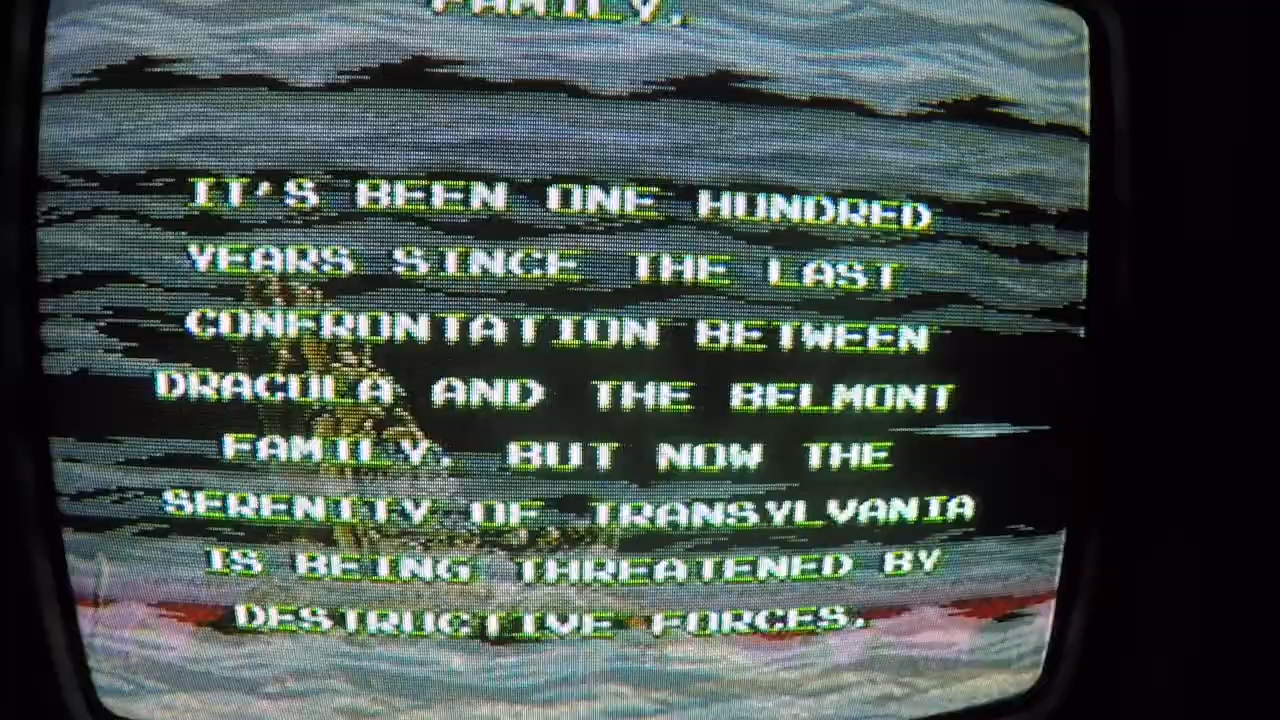 FAMILY.
IT'S BEEN ONE HUNDRED
YEARS SINCE THE LAST
CONFRONTATION BETWEEN
DRACULA AND THE BELMONT
FAMILY. BUT NOW THE
SERENITY OF TRANSYLVANIA
IS BEING THREATENED BY
DESTRUCTIVE FORCES.